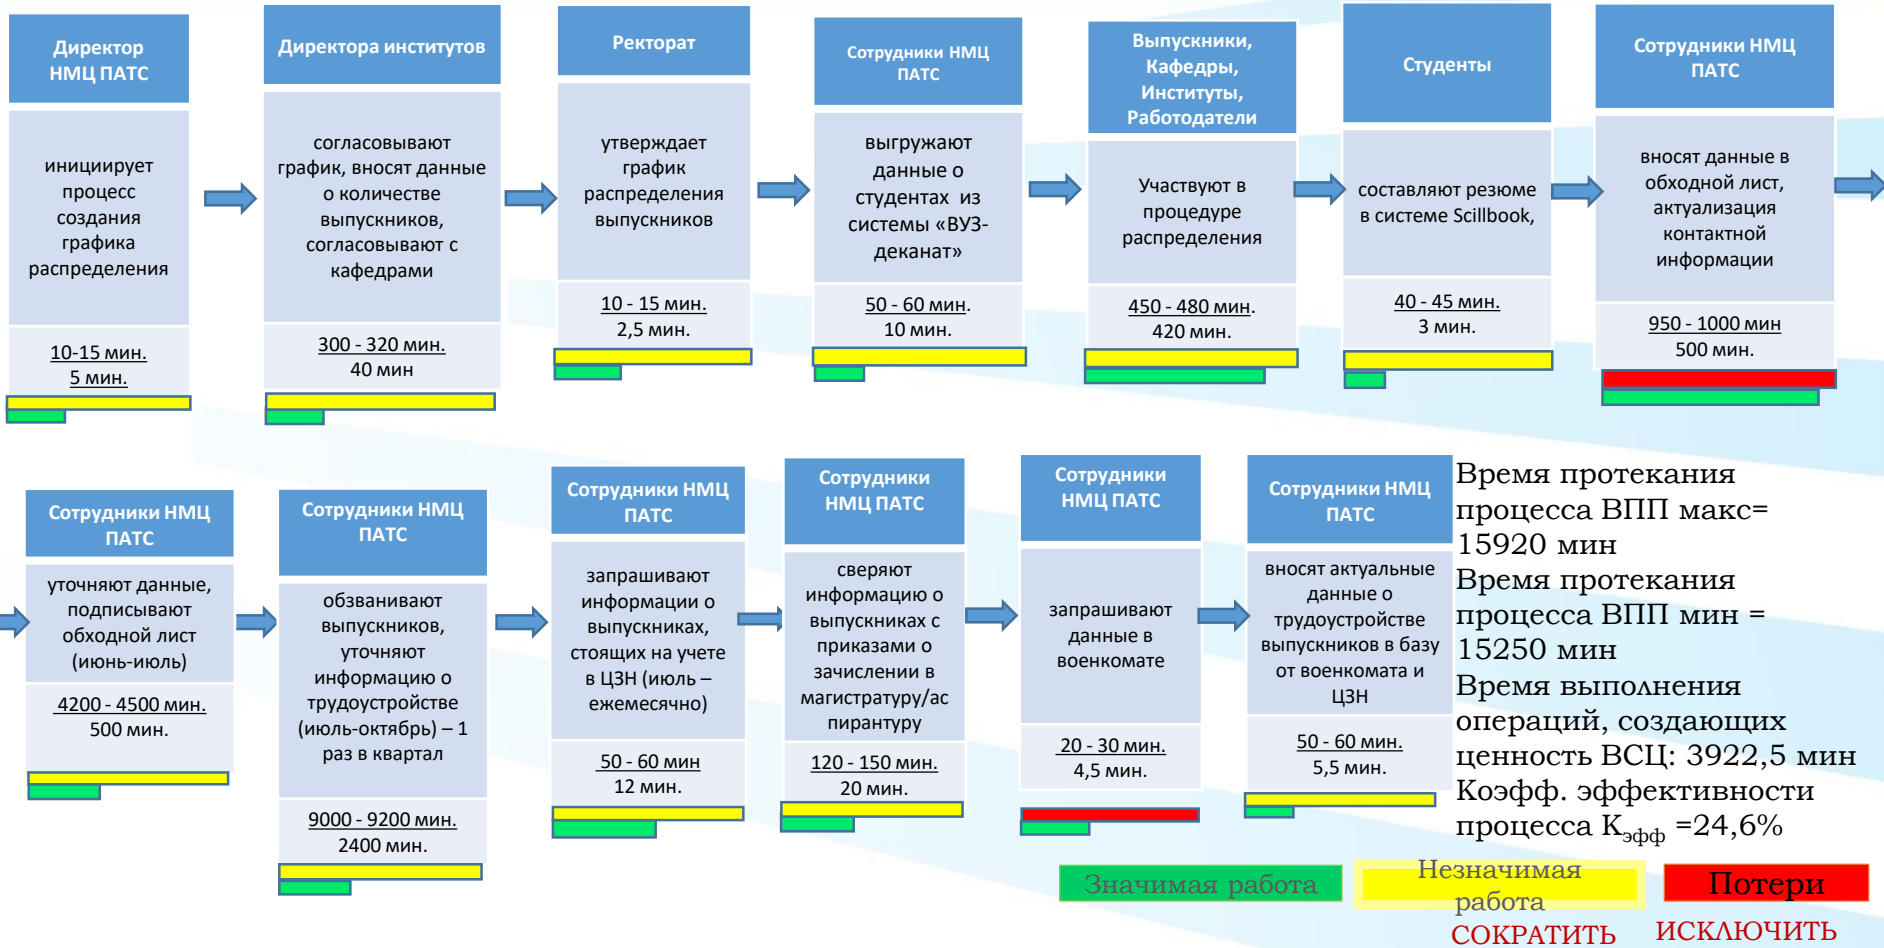 Директор
НМЦ ПАТС
инициирует
процесс
создания
графика
распределения
10-15 мин.
5 мин.
Директора институтов
согласовывают
график, вносят данные
о количестве
выпускников,
согласовывают с
кафедрами
300 - 320 мин.
40 мин
Ректорат
утверждает
график
распределения
выпускников
10 - 15 мин.
2,5 мин.
Сотрудники НМЦ
ПАТС
выгружают
данные о
студентах из
системы «ВУЗ-
деканат»
50 - 60 мин.
10 мин.
Выпускники,
Кафедры,
Институты,
Работодатели
Участвуют в
процедуре
распределения
450 - 480 мин.
420 мин.
Студенты
составляют резюме
в системе Scillbook,
40 - 45 мин.
3 мин.
Сотрудники НМЦ
ПАТС
вносят данные в
обходной лист,
актуализация
контактной
информации
950 - 1000 мин
500 мин.
Сотрудники НМЦ
ПАТС
уточняют данные,
подписывают
обходной лист
(июнь-июль)
4200 - 4500 мин.
500 мин.
Сотрудники НМЦ
ПАТС
обзванивают
выпускников,
уточняют
информацию о
трудоустройстве
(июль-октябрь) – 1
раз в квартал
9000 - 9200 мин.
2400 мин.
Сотрудники НМЦ
ПАТС
запрашивают
информации о
выпускниках,
стоящих на учете
в ЦЗН (июль –
ежемесячно)
50 - 60 мин
12 мин.
Сотрудники
НМЦ ПАТС
сверяют
информацию о
выпускниках с
приказами о
зачислении в
магистратуру/ас
пирантуру
120 - 150 мин.
20 мин.
Сотрудники
НМЦ ПАТС
запрашивают
данные в
военкомате
20 - 30 мин.
4,5 мин.
Сотрудники НМЦ
ПАТС
вносят актуальные
данные о
трудоустройстве
выпускников в базу
от военкомата и
ЦЗН
50 - 60 мин.
5,5 мин.
Время протекания
процесса ВПП макс=
15920 мин
Время протекания
процесса ВПП мин =
15250 мин
Время выполнения
операций, создающих
ценность ВСЦ: 3922,5 мин
Коэфф. эффективности
процесса Кэфф =24,6%
Значимая работа
Незначимая
работа
Потери
СОКРАТИТЬ
ИСКЛЮЧИТЬ